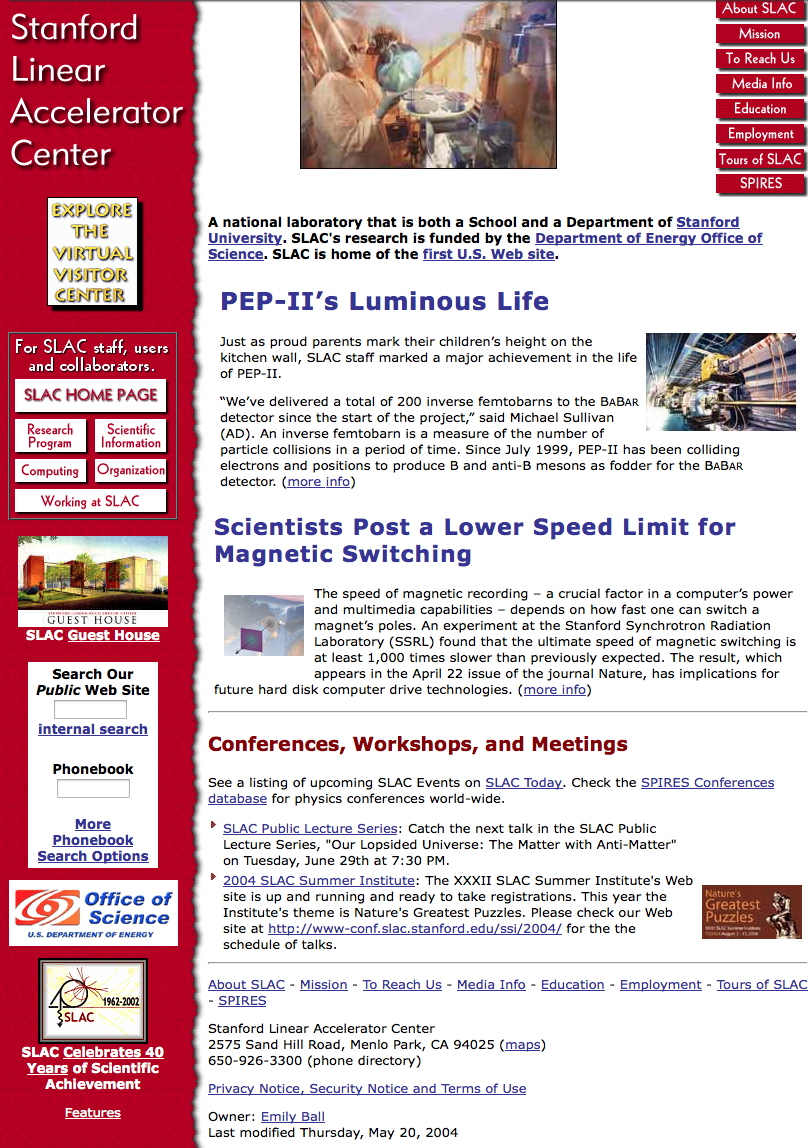 Stanford
Linear
Accelerator
Center
EXPLORE
THE
VIRTUAL
VISITOR
CENTER
For SLAC staff, users
and collaborators.
SLAC HOME PAGE
Research
Program
Scientific
Information
Computing
Organization
Working at SLAC
GUEST HOUSE
SLAC Guest House
Search Our
Public Web Site
internal search
Phonebook
More
Phonebook
Search Options
Office of
Science
U.S. DEPARTMENT OF ENERGY
1962-2002
SLAC
SLAC Celebrates 40
Years of Scientific
Achievement
Features
About SLAC
Mission
To Reach Us
Media Info
Education
Employment
Tours of SLAC
SPIRES
A national laboratory that is both a School and a Department of Stanford
University. SLAC's research is funded by the Department of Energy Office of
Science. SLAC is home of the first U.S. Web site.
PEP-II’s Luminous Life
Just as proud parents mark their children’s height on the
kitchen wall, SLAC staff marked a major achievement in the life
of PEP-II.
“We’ve delivered a total of 200 inverse femtobarns to the BABAR
detector since the start of the project,” said Michael Sullivan
(AD). An inverse femtobarn is a measure of the number of
particle collisions in a period of time. Since July 1999, PEP-II has been colliding
electrons and positions to produce B and anti-B mesons as fodder for the BABAR
detector. (more info)
Scientists Post a Lower Speed Limit for
Magnetic Switching
The speed of magnetic recording – a crucial factor in a computer’s power
and multimedia capabilities – depends on how fast one can switch a
magnet’s poles. An experiment at the Stanford Synchrotron Radiation
Laboratory (SSRL) found that the ultimate speed of magnetic switching is
at least 1,000 times slower than previously expected. The result, which
appears in the April 22 issue of the journal Nature, has implications for
future hard disk computer drive technologies. (more info)
Conferences, Workshops, and Meetings
See a listing of upcoming SLAC Events on SLAC Today. Check the SPIRES Conferences
database for physics conferences world-wide.
SLAC Public Lecture Series: Catch the next talk in the SLAC Public
Lecture Series, "Our Lopsided Universe: The Matter with Anti-Matter"
on Tuesday, June 29th at 7:30 PM.
2004 SLAC Summer Institute: The XXXII SLAC Summer Institute's Web
site is up and running and ready to take registrations. This year the
Institute's theme is Nature's Greatest Puzzles. Please check our Web
site at http://www-conf.slac.stanford.edu/ssi/2004/ for the the
schedule of talks.
Nature's
Greatest
Puzzles
About SLAC - Mission - To Reach Us - Media Info - Education - Employment - Tours of SLAC
- SPIRES
Stanford Linear Accelerator Center
2575 Sand Hill Road, Menlo Park, CA 94025 (maps)
650-926-3300 (phone directory)
Privacy Notice, Security Notice and Terms of Use
Owner: Emily Ball
Last modified Thursday, May 20, 2004